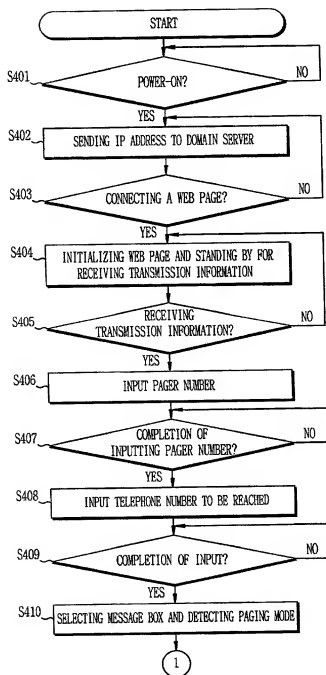 START
S401
POWER-ON?
NO
YES
S402
SENDING IP ADDRESS TO DOMAIN SERVER
S403
CONNECTING A WEB PAGE?
S404
INITIALIZING WEB PAGE AND STANDING BY FOR
RECEIVING TRANSMISSION INFORMATION
S405
RECEIVING
TRANSMISSION INFORMATION?
NO
YES
S406
INPUT PAGER NUMBER
S407
COMPLETION OF
INPUTTING PAGER NUMBER?
NO
YES
S408
INPUT TELEPHONE NUMBER TO BE REACHED
S409
COMPLETION OF INPUT?
NO
YES
S410
SELECTING MESSAGE BOX AND DETECTING PAGING MODE
1